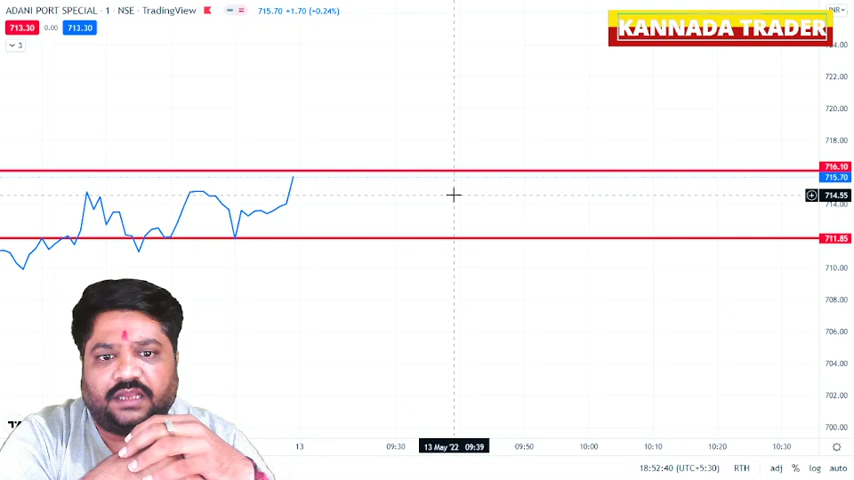 ADANI PORT SPECIAL · 1 · NSE · TradingView
715.70 +1.70 (+0.24%)
713.30 0.00 713.30
3
KANNADA TRADER
INR
724.00
722.00
720.00
718.00
716.10
715.70
714.55
714.00
711.85
710.00
708.00
706.00
704.00
702.00
700.00
13 09:30 13 May '22 09:39 09:50 10:00 10:10 10:20 10:30
18:52:40 (UTC+5:30) RTH adj % log auto